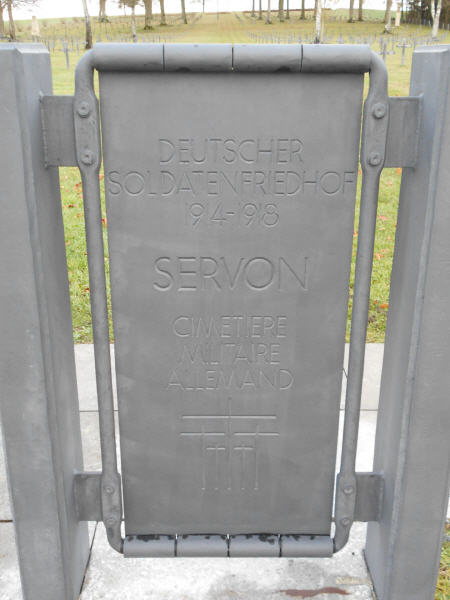 DEUTSCHER
SOLDATENFRIEDHOF
1914-1918
SERVON
CIMETIERE
MILITAIRE
ALLEMAND